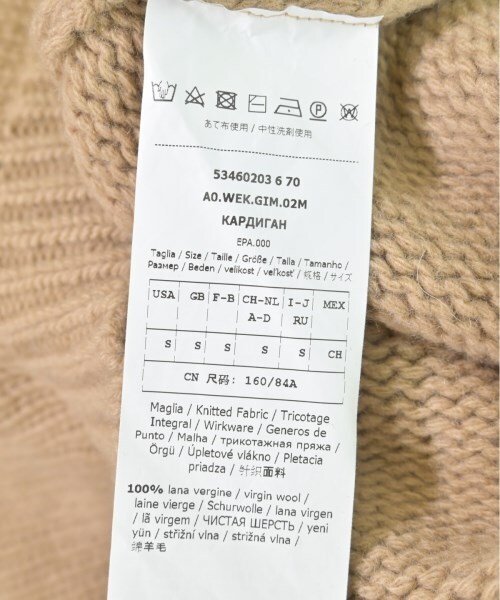 あて布使用 / 中性洗剤使用
53460203 6 70
A0.WEK.GIM.02M
КАРДИГАН
EPA.000
Taglia / Size / Taille / Größe / Talla / Tamanho /
Размер / Beden / velikost / veľkosť / 规格 / サイズ
USA GB F-B CH-NL I-J MEX
A-D RU
S S S S S CH
CN 尺码: 160/84A
Maglia / Knitted Fabric / Tricotage
Integral / Wirkware / Generos de
Punto / Malha / трикотажная пряжа /
Örgü / Úpletové vlákno / Pletacia
priadza / 针织面料
100% lana vergine / virgin wool /
laine vierge / Schurwolle / lana virgen
/ lã virgem / ЧИСТАЯ ШЕРСТЬ / yeni
yün / střižní vlna / strižná vlna /
绵羊毛